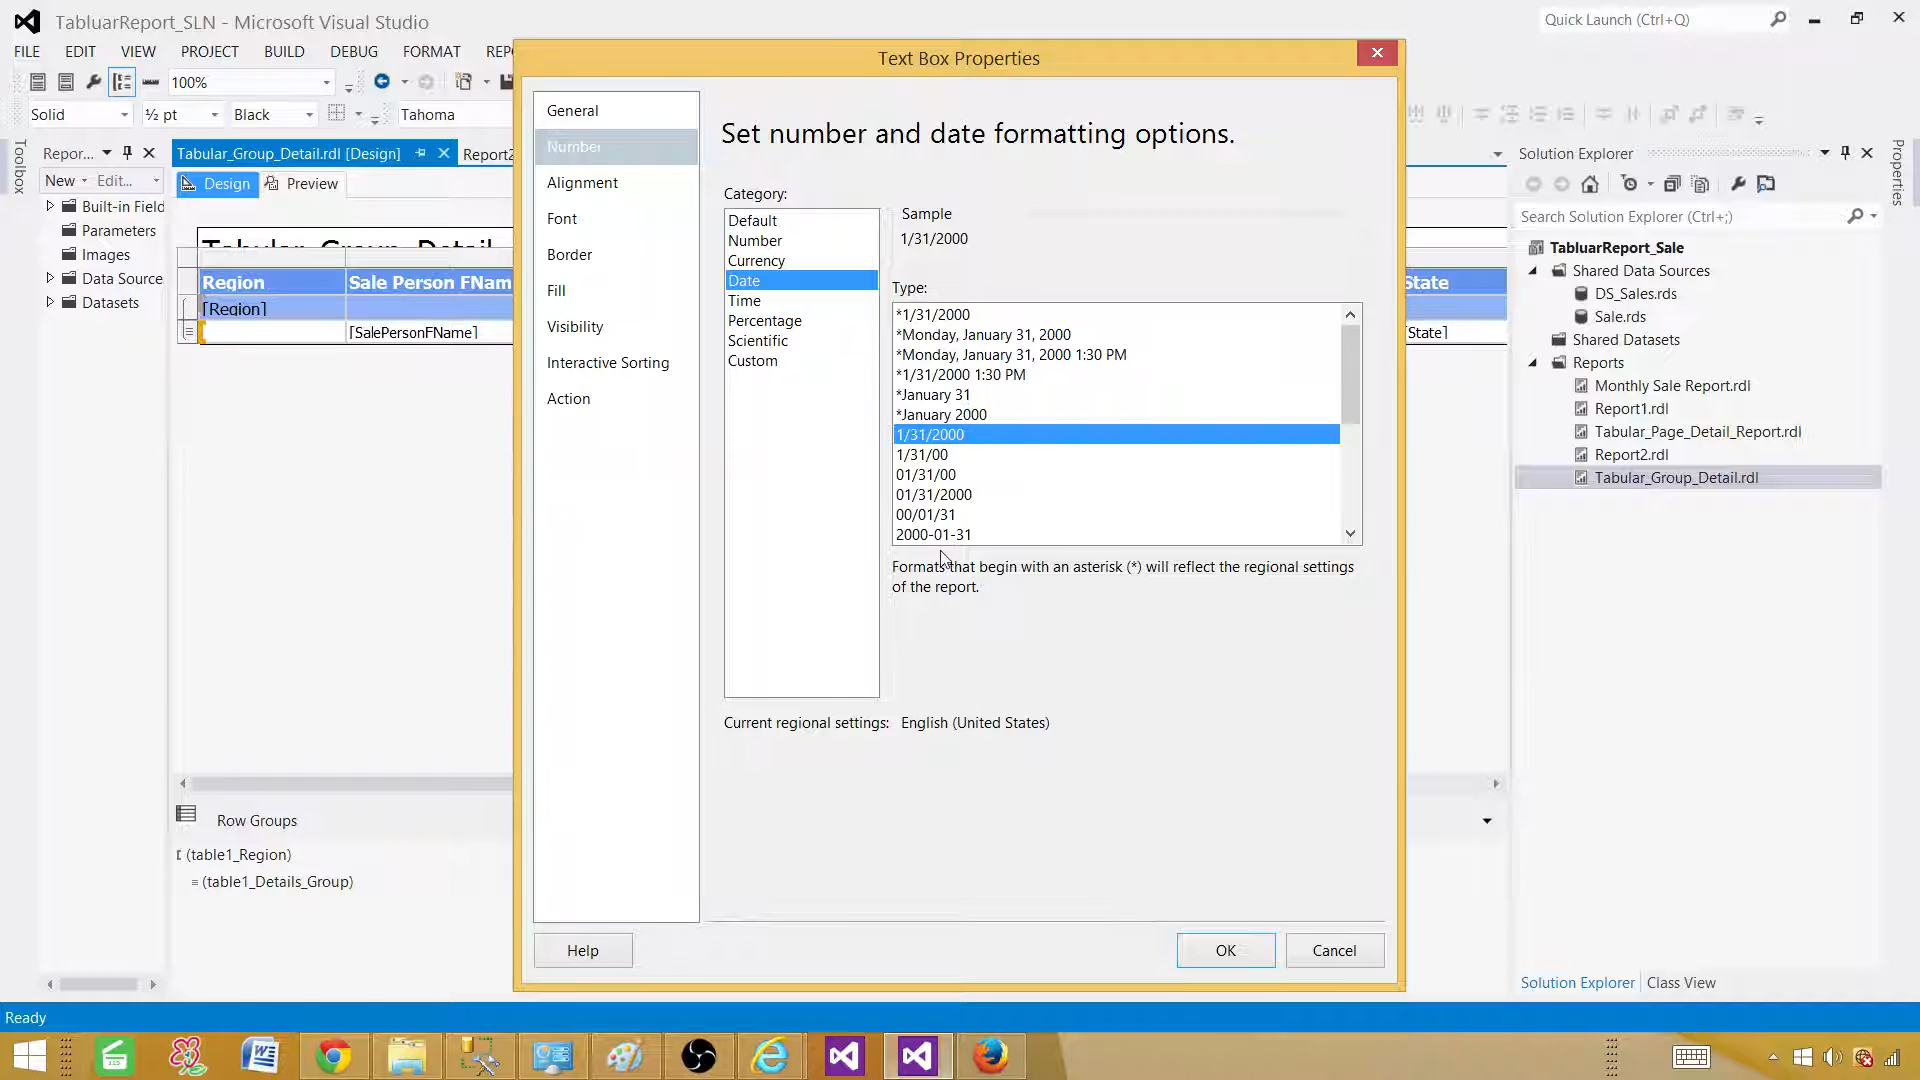 TabluarReport_SLN - Microsoft Visual Studio
Quick Launch (Ctrl+Q)
FILE EDIT VIEW PROJECT BUILD DEBUG FORMAT
100%
Solid ½ pt Black Tahoma
Toolbox
Repor...
New Edit...
Built-in Field
Parameters
Images
Data Source
Datasets
Tabular_Group_Detail.rdl [Design] Report2
Design Preview
Tabular_Group_Detail
Region Sale Person FNam
[Region]
[SalePersonFName]
State
[State]
Row Groups
(table1_Region)
(table1_Details_Group)
Text Box Properties
General
Number
Alignment
Font
Border
Fill
Visibility
Interactive Sorting
Action
Set number and date formatting options.
Category:
Default
Number
Currency
Date
Time
Percentage
Scientific
Custom
Sample
1/31/2000
Type:
*1/31/2000
*Monday, January 31, 2000
*Monday, January 31, 2000 1:30 PM
*1/31/2000 1:30 PM
*January 31
*January 2000
1/31/2000
1/31/00
01/31/00
01/31/2000
00/01/31
2000-01-31
Formats that begin with an asterisk (*) will reflect the regional settings
of the report.
Current regional settings: English (United States)
Help OK Cancel
Solution Explorer
Search Solution Explorer (Ctrl+;)
TabluarReport_Sale
Shared Data Sources
DS_Sales.rds
Sale.rds
Shared Datasets
Reports
Monthly Sale Report.rdl
Report1.rdl
Tabular_Page_Detail_Report.rdl
Report2.rdl
Tabular_Group_Detail.rdl
Solution Explorer Class View
Properties
Ready